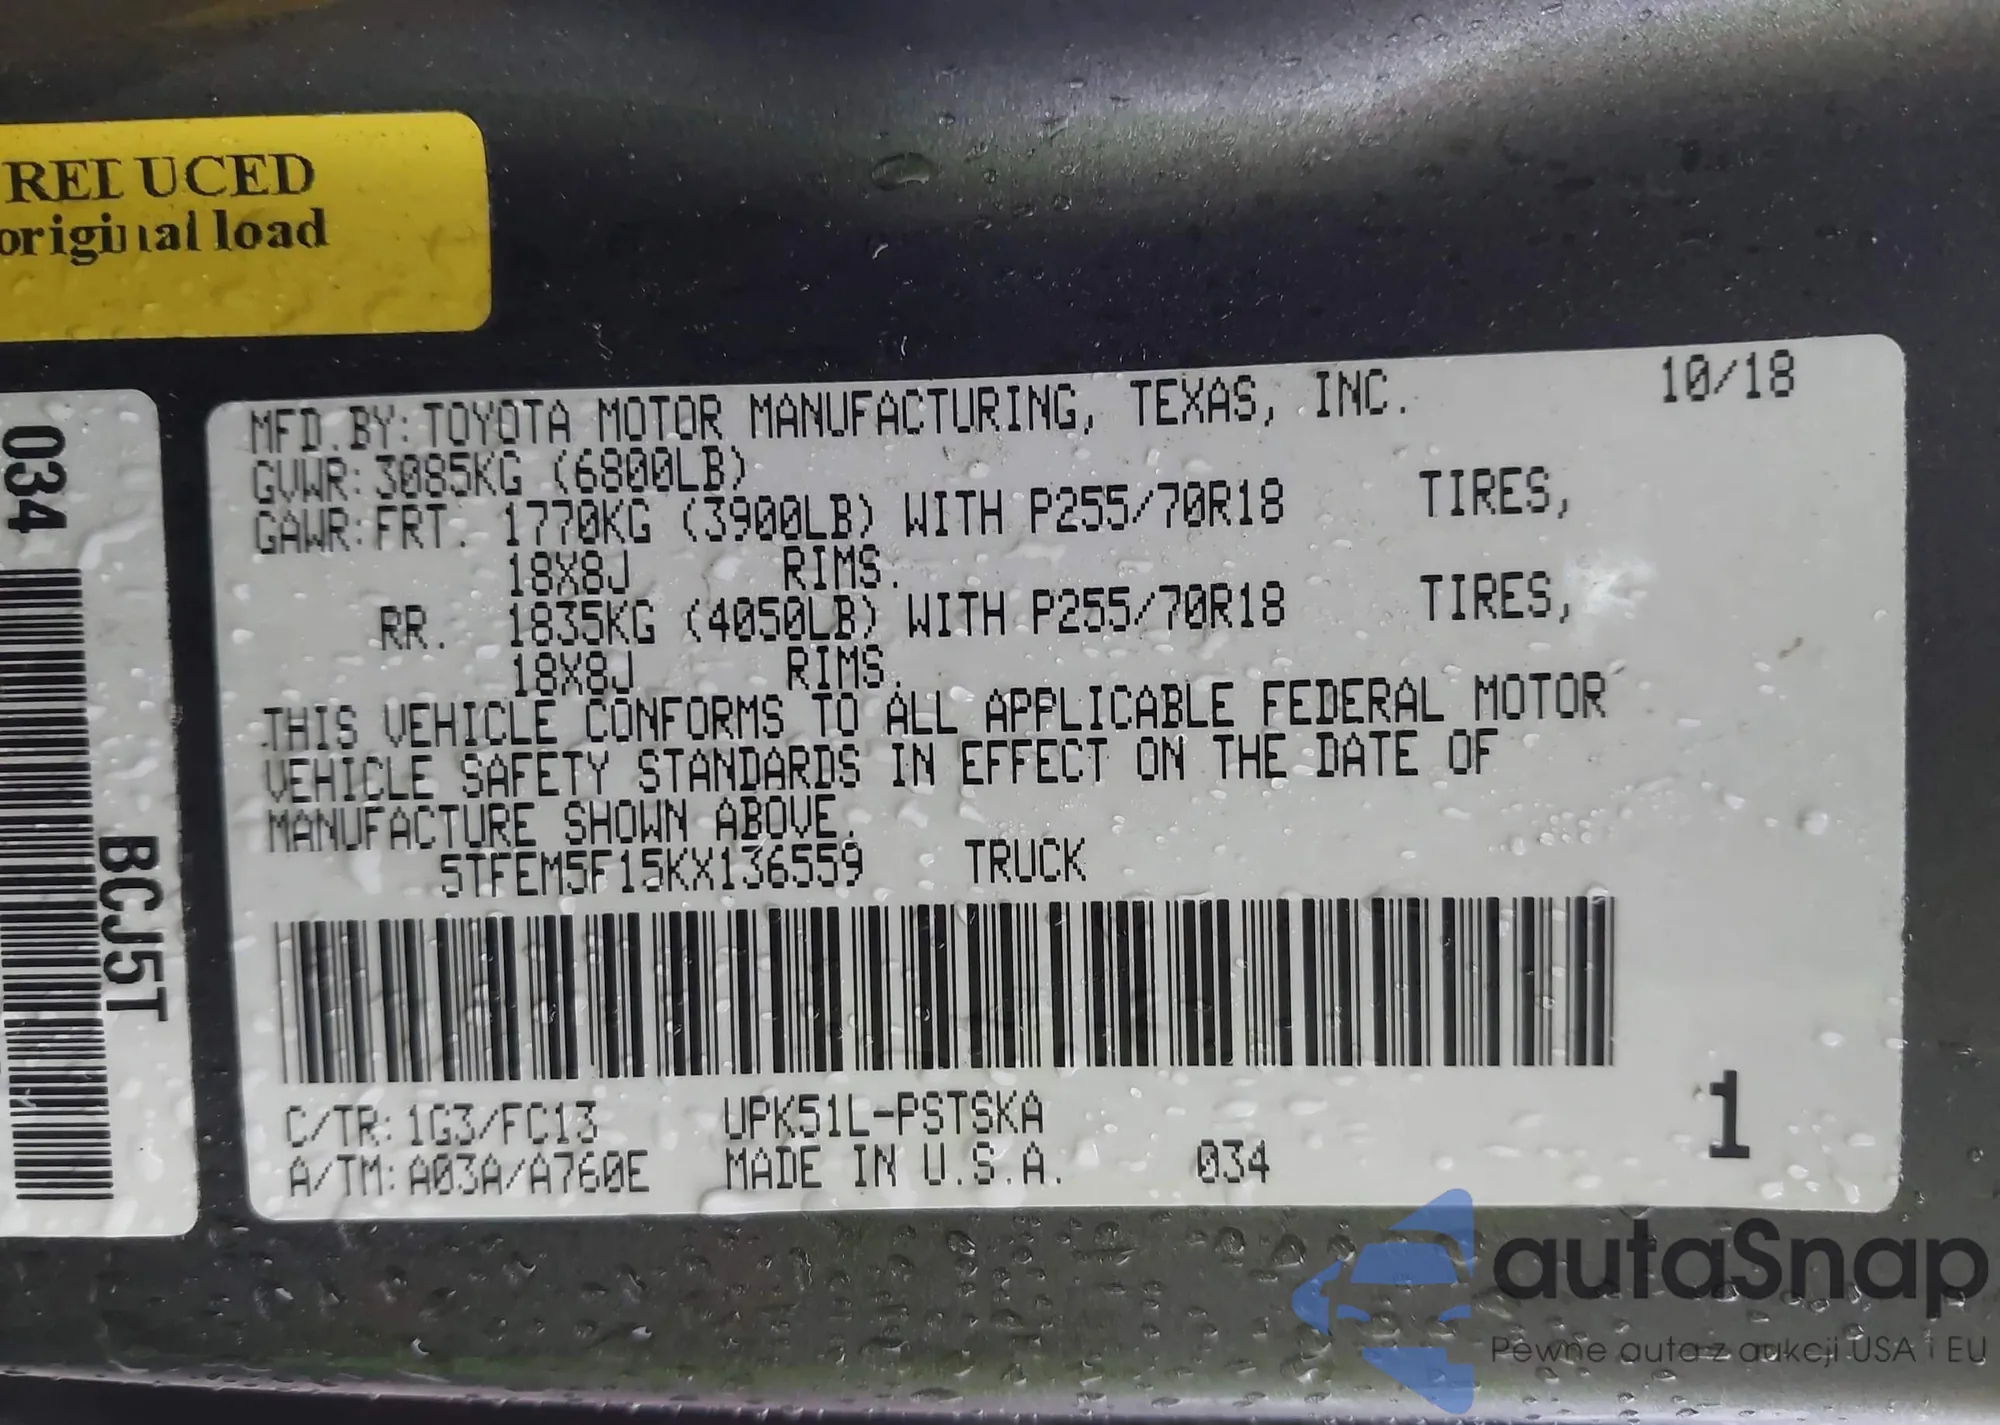 REDUCED
original load
034
BCJ5T
MFD.BY:TOYOTA MOTOR MANUFACTURING, TEXAS, INC. 10/18
GVWR:3085KG (6800LB)
GAWR:FRT. 1770KG (3900LB) WITH P255/70R18 TIRES,
18X8J RIMS.
RR. 1835KG (4050LB) WITH P255/70R18 TIRES,
18X8J RIMS.
THIS VEHICLE CONFORMS TO ALL APPLICABLE FEDERAL MOTOR
VEHICLE SAFETY STANDARDS IN EFFECT ON THE DATE OF
MANUFACTURE SHOWN ABOVE.
5TFEM5F15KX136559 TRUCK
C/TR:1G3/FC13 UPK51L-PSTSKA
A/TM:A03A/A760E MADE IN U.S.A. 034
1
autaSnap
Pewne auta z aukcji USA i EU